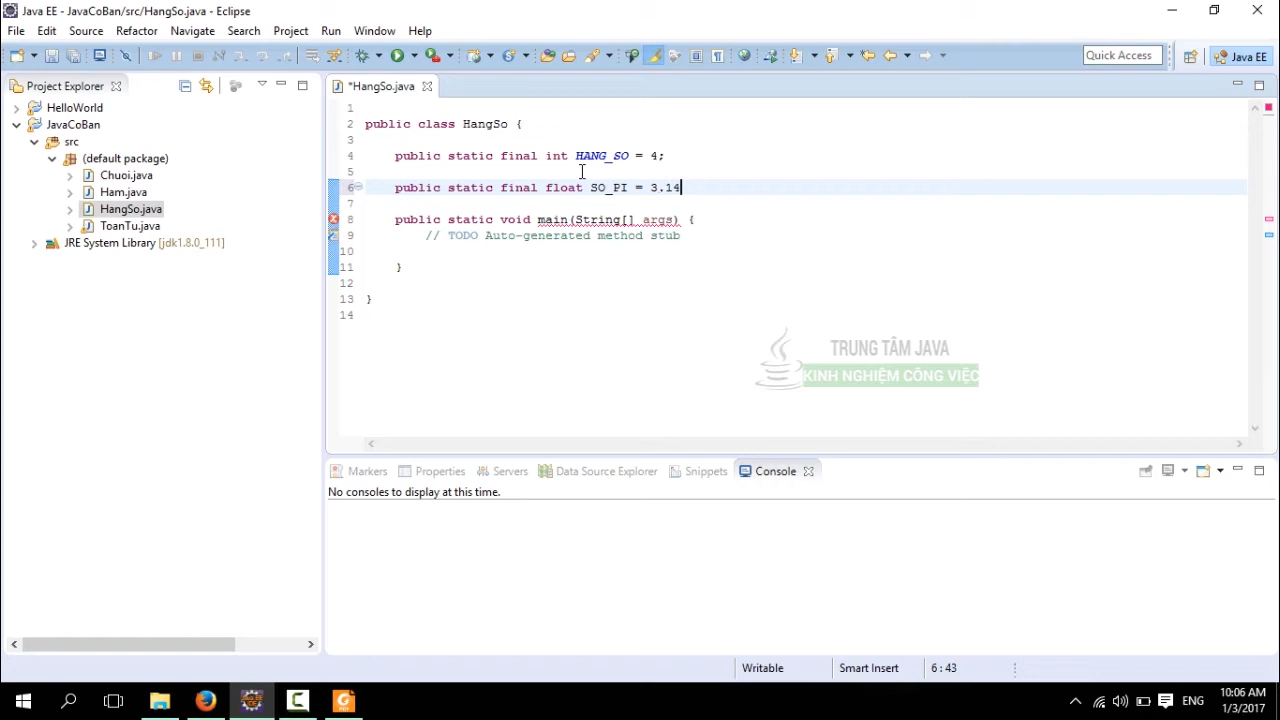 Java EE - JavaCoBan/src/HangSo.java - Eclipse
File Edit Source Refactor Navigate Search Project Run Window Help
Quick Access Java EE
Project Explorer
HelloWorld
JavaCoBan
src
(default package)
Chuoi.java
Ham.java
HangSo.java
ToanTu.java
JRE System Library [jdk1.8.0_111]
*HangSo.java
1
2 public class HangSo {
3
4 public static final int HANG_SO = 4;
5
6 public static final float SO_PI = 3.14
7
8 public static void main(String[] args) {
9 // TODO Auto-generated method stub
10
11 }
12
13 }
14
TRUNG TÂM JAVA
KINH NGHIỆM CÔNG VIỆC
Markers Properties Servers Data Source Explorer Snippets Console
No consoles to display at this time.
Writable Smart Insert 6 : 43
ENG 10:06 AM
1/3/2017